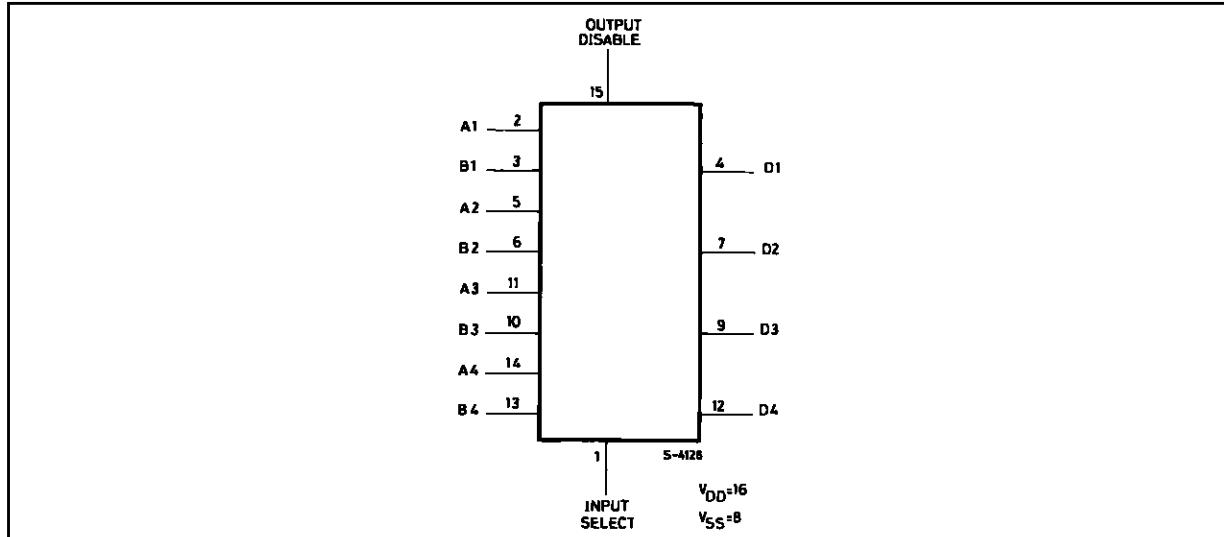 OUTPUT
DISABLE
15
A1 2
B1 3
4 D1
A2 5
B2 6
7 D2
A3 11
B3 10
9 D3
A4 14
B4 13
12 D4
1
S-4128
INPUT
SELECT
VDD=16
VSS=8